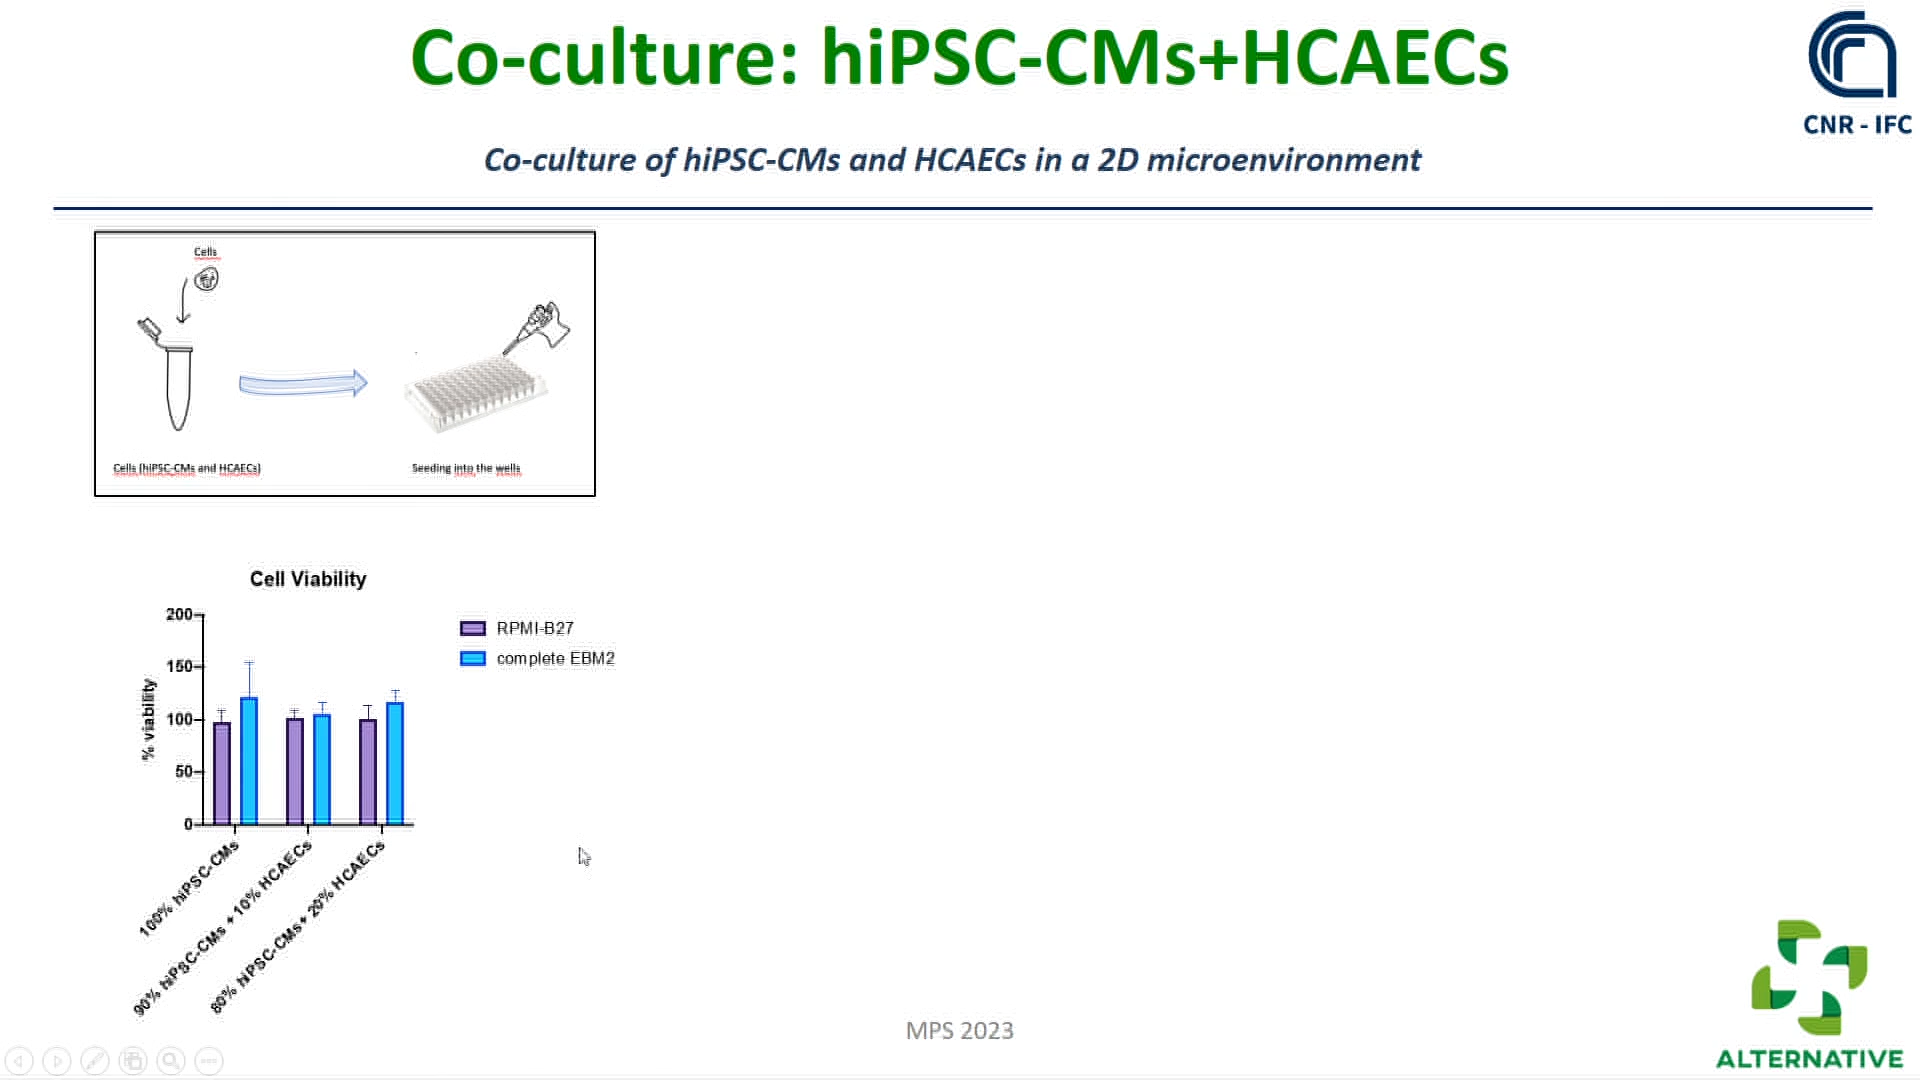 Co-culture: hiPSC-CMs+HCAECs
CNR - IFC
Co-culture of hiPSC-CMs and HCAECs in a 2D microenvironment
Cells
Cells (hiPSC-CMs and HCAECs)
Seeding into the wells
Cell Viability
% viability
200
150
100
50
0
RPMI-B27
complete EBM2
100% hiPSC-CMs
90% hiPSC-CMs + 10% HCAECs
80% hiPSC-CMs+ 20% HCAECs
MPS 2023
ALTERNATIVE